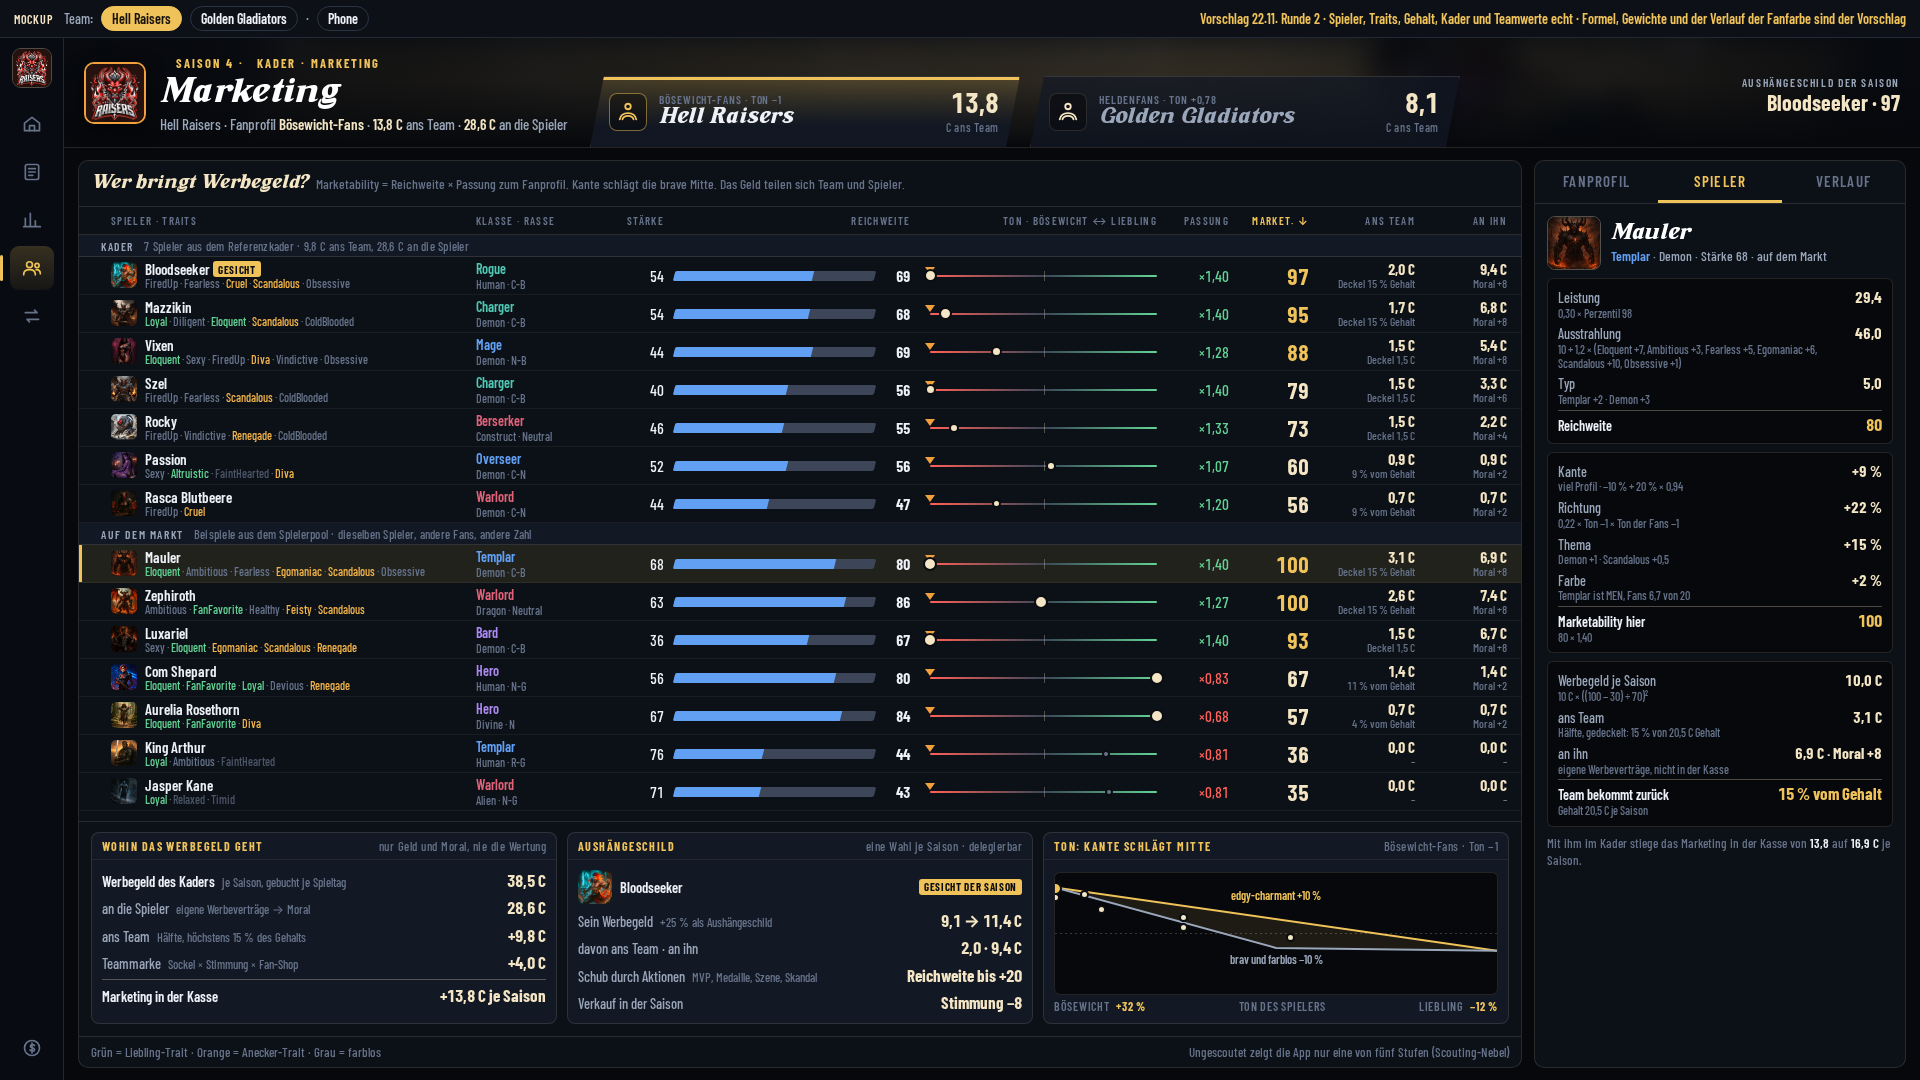 MOCKUP Team: Hell Raisers Golden Gladiators · Phone
Vorschlag 22.11. Runde 2 · Spieler, Traits, Gehalt, Kader und Teamwerte echt · Formel, Gewichte und der Verlauf der Fanfarbe sind der Vorschlag
SAISON 4 · KADER · MARKETING
Marketing
Hell Raisers · Fanprofil Bösewicht-Fans · 13,8 C ans Team · 28,6 C an die Spieler
BÖSEWICHT-FANS · TON −1
Hell Raisers
13,8
C ans Team
HELDENFANS · TON +0,78
Golden Gladiators
8,1
C ans Team
AUSHÄNGESCHILD DER SAISON
Bloodseeker · 97
Wer bringt Werbegeld? Marketability = Reichweite × Passung zum Fanprofil. Kante schlägt die brave Mitte. Das Geld teilen sich Team und Spieler.
SPIELER · TRAITS KLASSE · RASSE STÄRKE REICHWEITE TON · BÖSEWICHT ↔ LIEBLING PASSUNG MARKET. ↓ ANS TEAM AN IHN
KADER 7 Spieler aus dem Referenzkader · 9,8 C ans Team, 28,6 C an die Spieler
Bloodseeker GESICHT Rogue 54 69 ×1,40 97 2,0 C 9,4 C
FiredUp · Fearless · Cruel · Scandalous · Obsessive Human · C-B Deckel 15 % Gehalt Moral +8
Mazzikin Charger 54 68 ×1,40 95 1,7 C 6,8 C
Loyal · Diligent · Eloquent · Scandalous · ColdBlooded Demon · C-B Deckel 15 % Gehalt Moral +8
Vixen Mage 44 69 ×1,28 88 1,5 C 5,4 C
Eloquent · Sexy · FiredUp · Diva · Vindictive · Obsessive Demon · N-B Deckel 1,5 C Moral +8
Szel Charger 40 56 ×1,40 79 1,5 C 3,3 C
FiredUp · Fearless · Scandalous · ColdBlooded Demon · C-B Deckel 1,5 C Moral +6
Rocky Berserker 46 55 ×1,33 73 1,5 C 2,2 C
FiredUp · Vindictive · Renegade · ColdBlooded Construct · Neutral Deckel 1,5 C Moral +4
Passion Overseer 52 56 ×1,07 60 0,9 C 0,9 C
Sexy · Altruistic · FaintHearted · Diva Demon · C-N 9 % vom Gehalt Moral +2
Rasca Blutbeere Warlord 44 47 ×1,20 56 0,7 C 0,7 C
FiredUp · Cruel Demon · C-N 9 % vom Gehalt Moral +2
AUF DEM MARKT Beispiele aus dem Spielerpool · dieselben Spieler, andere Fans, andere Zahl
Mauler Templar 68 80 ×1,40 100 3,1 C 6,9 C
Eloquent · Ambitious · Fearless · Egomaniac · Scandalous · Obsessive Demon · C-B Deckel 15 % Gehalt Moral +8
Zephiroth Warlord 63 86 ×1,27 100 2,6 C 7,4 C
Ambitious · FanFavorite · Healthy · Feisty · Scandalous Dragon · Neutral Deckel 15 % Gehalt Moral +8
Luxariel Bard 36 67 ×1,40 93 1,5 C 6,7 C
Sexy · Eloquent · Egomaniac · Scandalous · Renegade Demon · C-B Deckel 1,5 C Moral +8
Com Shepard Hero 56 80 ×0,83 67 1,4 C 1,4 C
Eloquent · FanFavorite · Loyal · Devious · Renegade Human · N-G 11 % vom Gehalt Moral +2
Aurelia Rosethorn Hero 67 84 ×0,68 57 0,7 C 0,7 C
Eloquent · FanFavorite · Diva Divine · N 4 % vom Gehalt Moral +2
King Arthur Templar 76 44 ×0,81 36 0,0 C 0,0 C
Loyal · Ambitious · FaintHearted Human · R-G – –
Jasper Kane Warlord 71 43 ×0,81 35 0,0 C 0,0 C
Loyal · Relaxed · Timid Alien · N-G – –
WOHIN DAS WERBEGELD GEHT nur Geld und Moral, nie die Wertung
Werbegeld des Kaders je Saison, gebucht je Spieltag 38,5 C
an die Spieler eigene Werbeverträge → Moral 28,6 C
ans Team Hälfte, höchstens 15 % des Gehalts +9,8 C
Teammarke Sockel × Stimmung × Fan-Shop +4,0 C
Marketing in der Kasse +13,8 C je Saison
AUSHÄNGESCHILD eine Wahl je Saison · delegierbar
Bloodseeker GESICHT DER SAISON
Sein Werbegeld +25 % als Aushängeschild 9,1 → 11,4 C
davon ans Team · an ihn 2,0 · 9,4 C
Schub durch Aktionen MVP, Medaille, Szene, Skandal Reichweite bis +20
Verkauf in der Saison Stimmung −8
TON: KANTE SCHLÄGT MITTE Bösewicht-Fans · Ton −1
edgy-charmant +10 %
brav und farblos −10 %
BÖSEWICHT +32 % TON DES SPIELERS LIEBLING −12 %
Grün = Liebling-Trait · Orange = Anecker-Trait · Grau = farblos
Ungescoutet zeigt die App nur eine von fünf Stufen (Scouting-Nebel)
FANPROFIL SPIELER VERLAUF
Mauler
Templar · Demon · Stärke 68 · auf dem Markt
Leistung 29,4
0,30 × Perzentil 98
Ausstrahlung 46,0
10 + 1,2 × (Eloquent +7, Ambitious +3, Fearless +5, Egomaniac +6,
Scandalous +10, Obsessive +1)
Typ 5,0
Templar +2 · Demon +3
Reichweite 80
Kante +9 %
viel Profil · −10 % + 20 % × 0,94
Richtung +22 %
0,22 × Ton −1 × Ton der Fans −1
Thema +15 %
Demon +1 · Scandalous +0,5
Farbe +2 %
Templar ist MEN, Fans 6,7 von 20
Marketability hier 100
80 × 1,40
Werbegeld je Saison 10,0 C
10 C × ((100 − 30) ÷ 70)²
ans Team 3,1 C
Hälfte, gedeckelt: 15 % von 20,5 C Gehalt
an ihn 6,9 C · Moral +8
eigene Werbeverträge, nicht in der Kasse
Team bekommt zurück 15 % vom Gehalt
Gehalt 20,5 C je Saison
Mit ihm im Kader stiege das Marketing in der Kasse von 13,8 auf 16,9 C je
Saison.